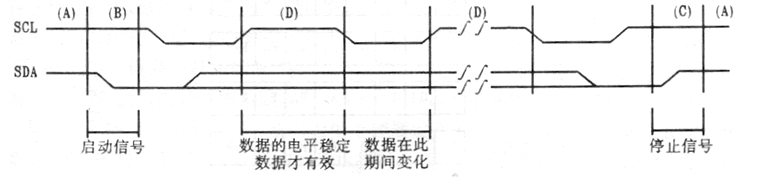 (A) (B) (D) (D) (C) (A)
SCL
SDA
启动信号
数据的电平稳定
数据才有效
数据在此
期间变化
停止信号